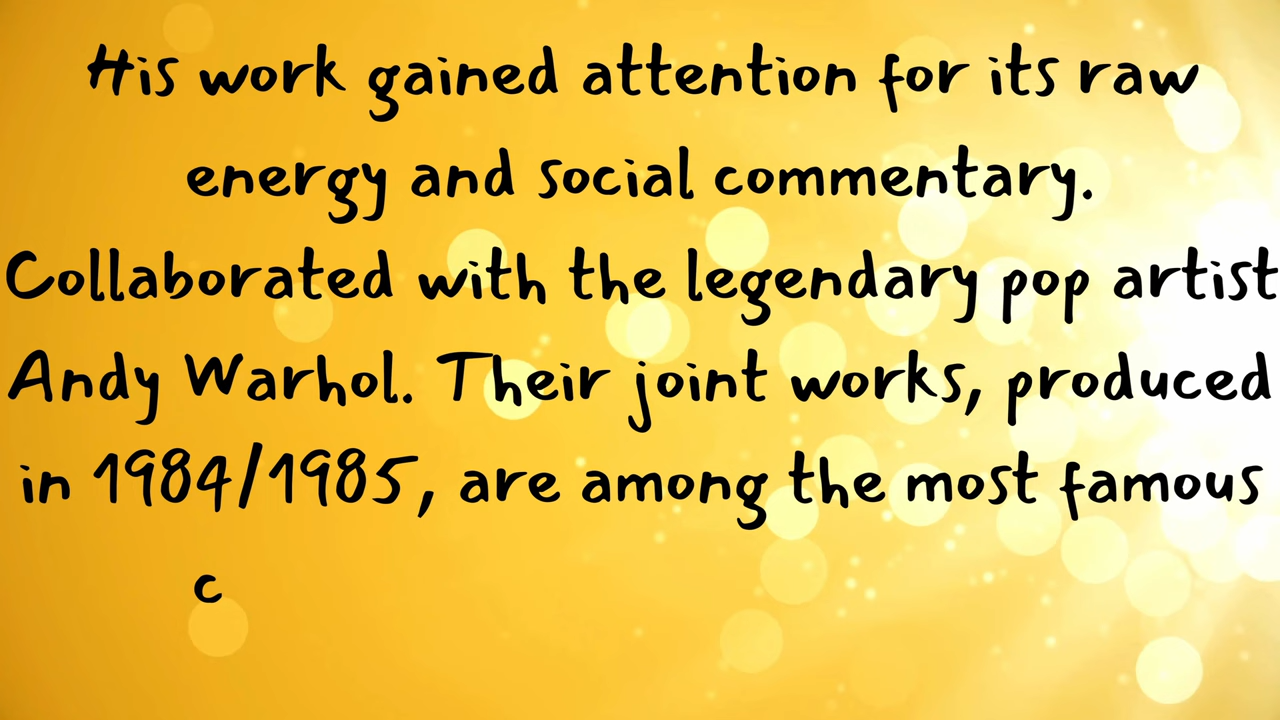 His work gained attention for its raw
energy and social commentary.
Collaborated with the legendary pop artist
Andy Warhol. Their joint works, produced
in 1984/1985, are among the most famous
c